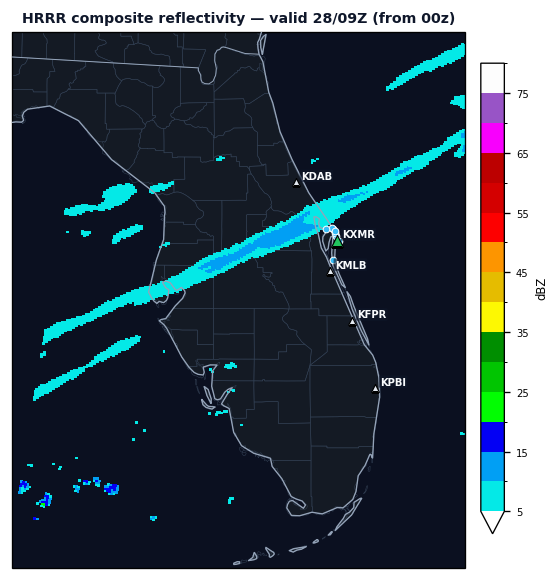 HRRR composite reflectivity — valid 28/09Z (from 00z)
KDAB
KXMR
KMLB
KFPR
KPBI
75
65
55
45
35
25
15
5
dBZ